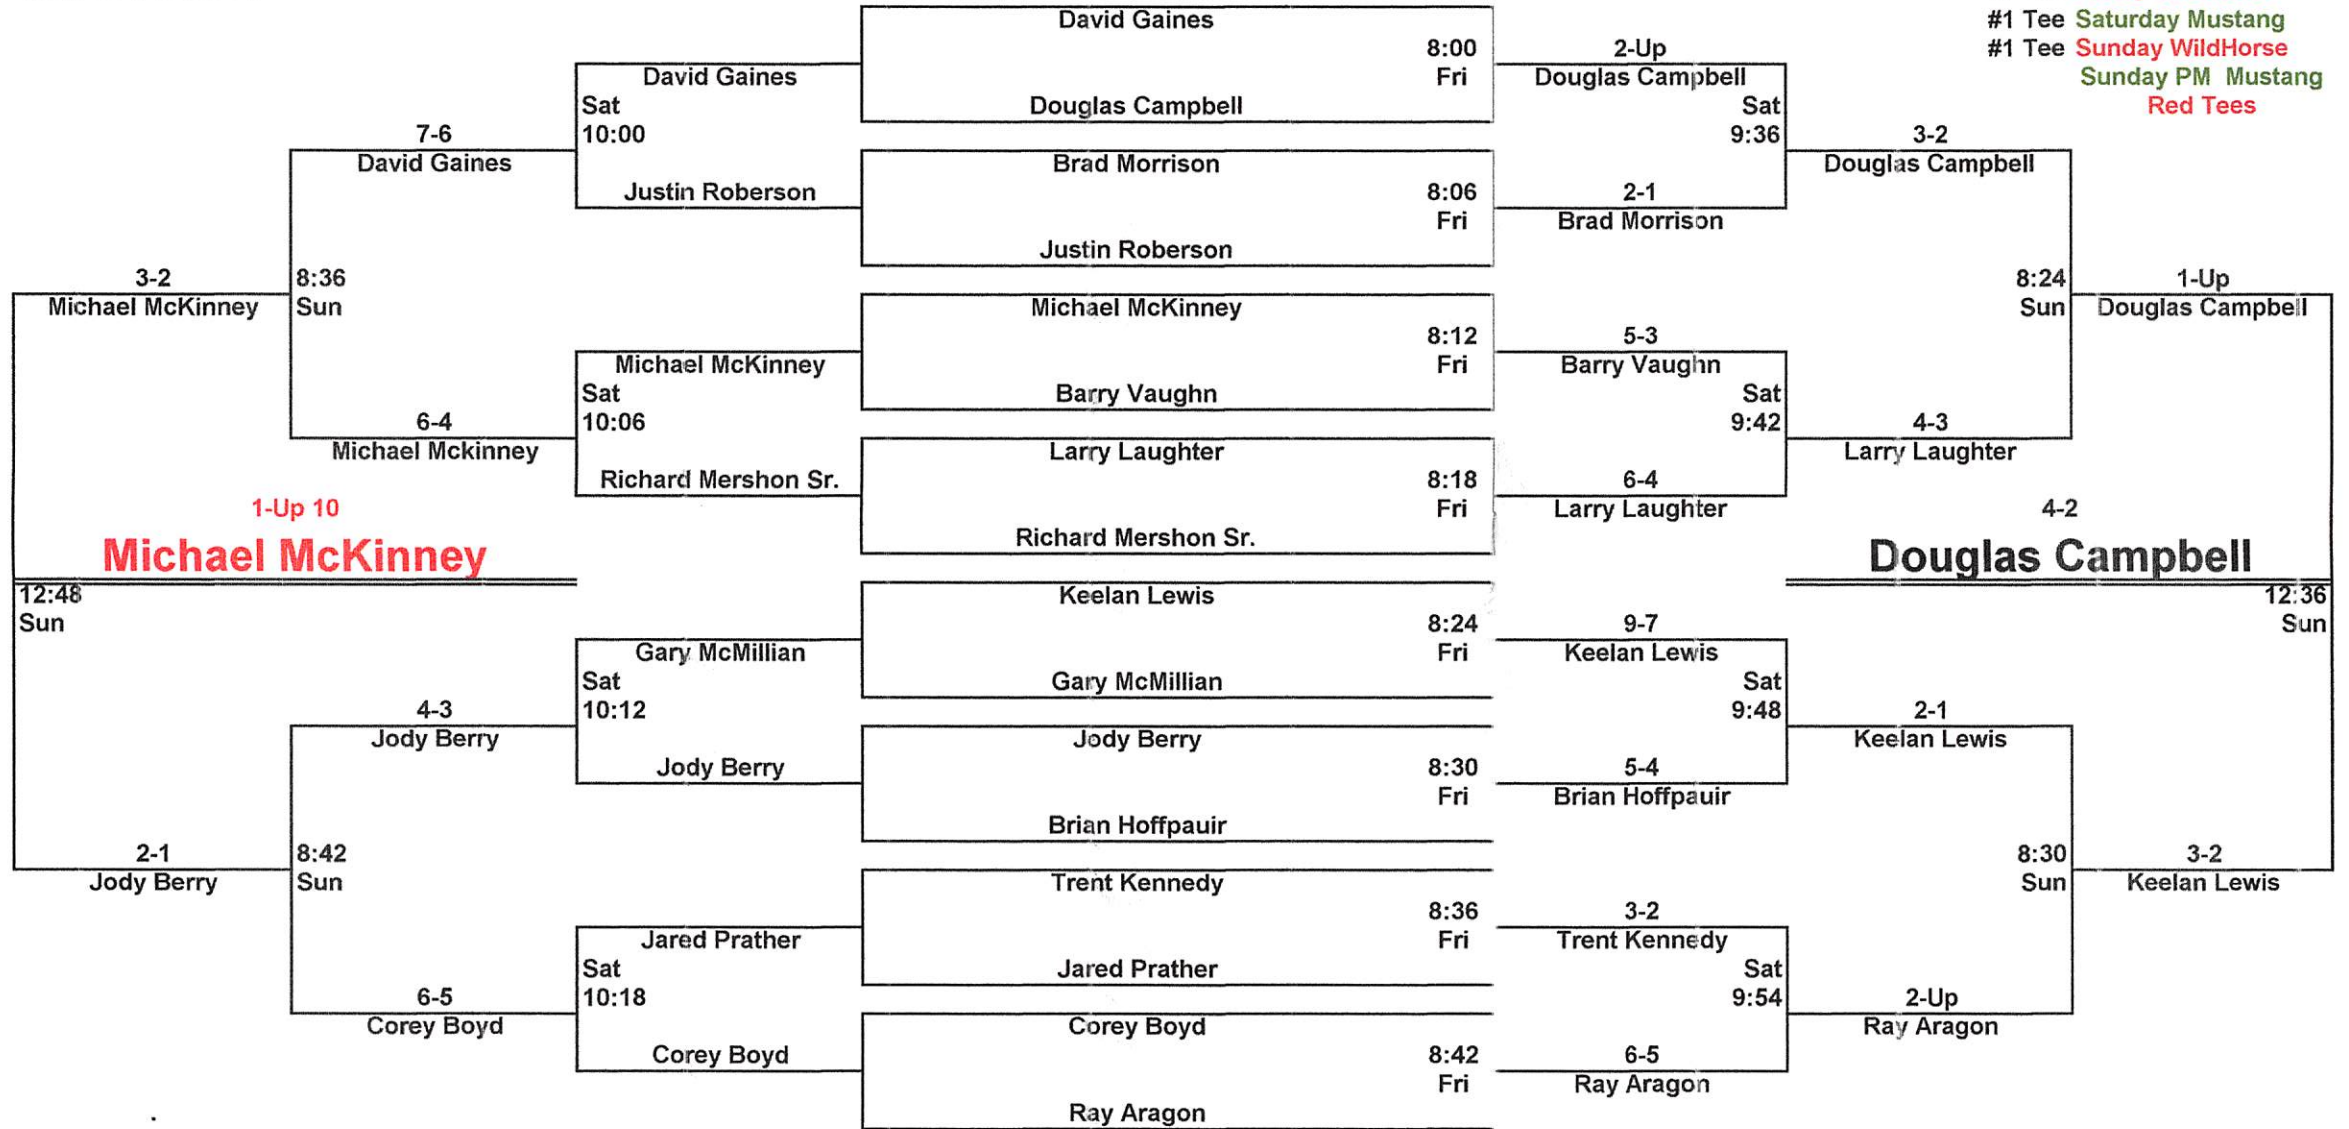 David Gaines
#1 Tee Saturday Mustang
8:00
2-Up
#1 Tee Sunday WildHorse
David Gaines
Fri
Douglas Campbell
Sunday PM Mustang
Sat
Douglas Campbell
Sat
Red Tees
7-6
10:00
9:36
3-2
David Gaines
Brad Morrison
Douglas Campbell
Justin Roberson
8:06
2-1
Fri
Brad Morrison
Justin Roberson
3-2
8:36
8:24
1-Up
Michael McKinney
Sun
Michael McKinney
Sun
Douglas Campbell
8:12
5-3
Michael McKinney
Fri
Barry Vaughn
Sat
Barry Vaughn
Sat
6-4
10:06
9:42
4-3
Michael Mckinney
Larry Laughter
Larry Laughter
Richard Mershon Sr.
8:18
6-4
1-Up 10
Fri
Larry Laughter
4-2
Richard Mershon Sr.
Michael McKinney
Douglas Campbell
12:48
Keelan Lewis
12:36
Sun
8:24
9-7
Sun
Gary McMillian
Fri
Keelan Lewis
Sat
Gary McMillian
Sat
4-3
10:12
9:48
2-1
Jody Berry
Jody Berry
Keelan Lewis
Jody Berry
8:30
5-4
Fri
Brian Hoffpauir
Brian Hoffpauir
2-1
8:42
8:30
3-2
Jody Berry
Sun
Trent Kennedy
Sun
Keelan Lewis
8:36
3-2
Jared Prather
Fri
Trent Kennedy
Sat
Jared Prather
Sat
6-5
10:18
9:54
2-Up
Corey Boyd
Corey Boyd
Ray Aragon
Corey Boyd
8:42
6-5
Fri
Ray Aragon
Ray Aragon